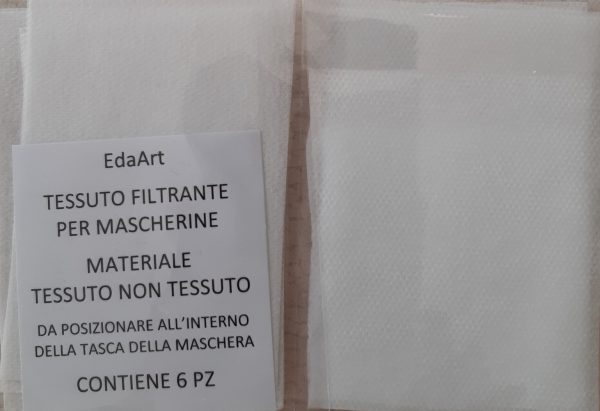 EdaArt
TESSUTO FILTRANTE
PER MASCHERINE
MATERIALE
TESSUTO NON TESSUTO
DA POSIZIONARE ALL'INTERNO
DELLA TASCA DELLA MASCHERA
CONTIENE 6 PZ